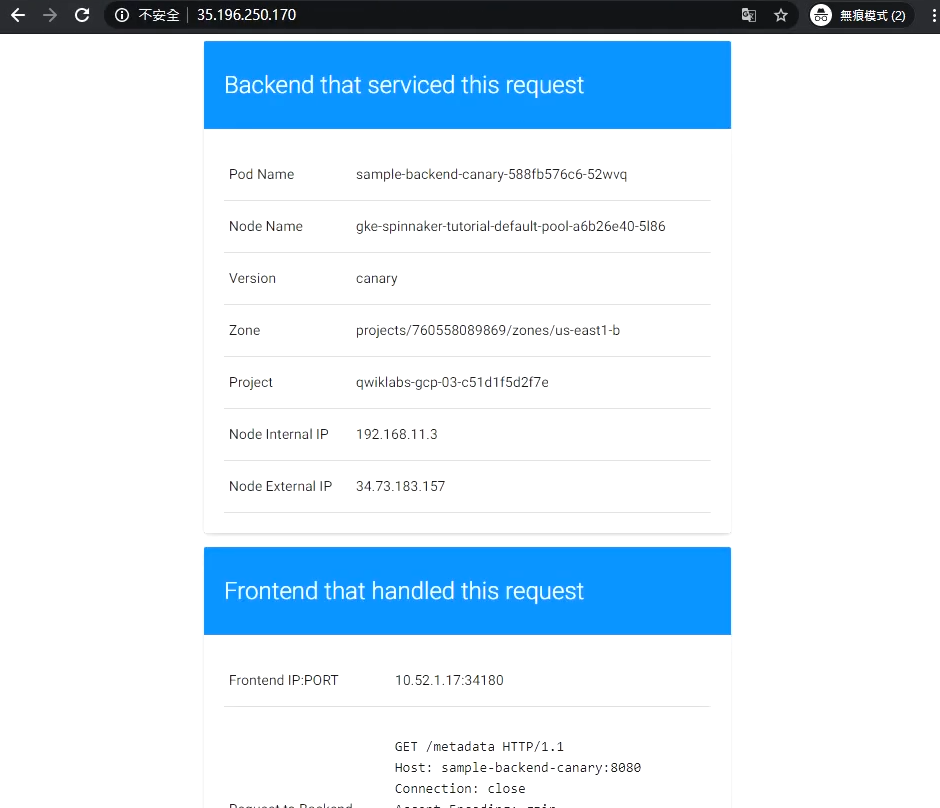 不安全 35.196.250.170 無痕模式 (2)
Backend that serviced this request
Pod Name sample-backend-canary-588fb576c6-52wvq
Node Name gke-spinnaker-tutorial-default-pool-a6b26e40-5l86
Version canary
Zone projects/760558089869/zones/us-east1-b
Project qwiklabs-gcp-03-c51d1f5d2f7e
Node Internal IP 192.168.11.3
Node External IP 34.73.183.157
Frontend that handled this request
Frontend IP:PORT 10.52.1.17:34180
GET /metadata HTTP/1.1
Host: sample-backend-canary:8080
Connection: close
Request to Backend Accept-Encoding: gzip